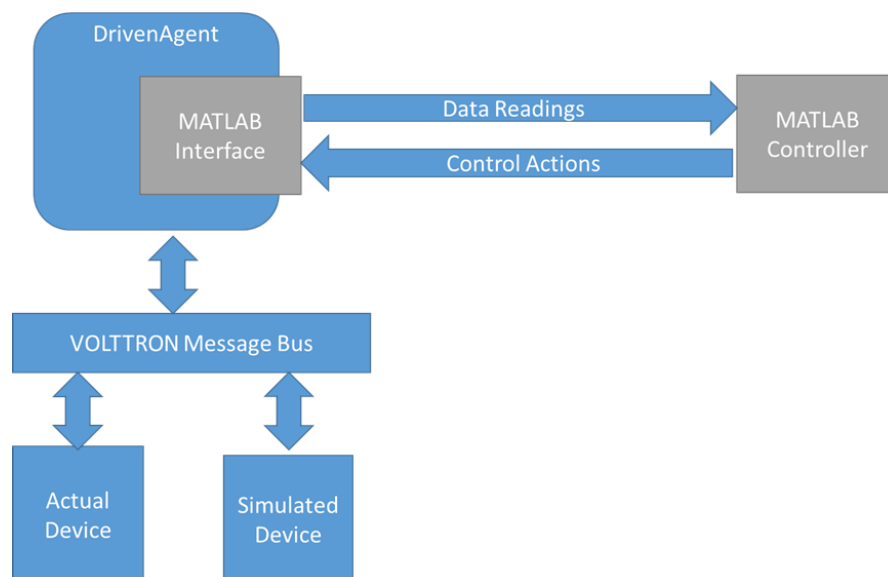 DrivenAgent
MATLAB
Interface
Data Readings
Control Actions
MATLAB
Controller
VOLTTRON Message Bus
Actual
Device
Simulated
Device